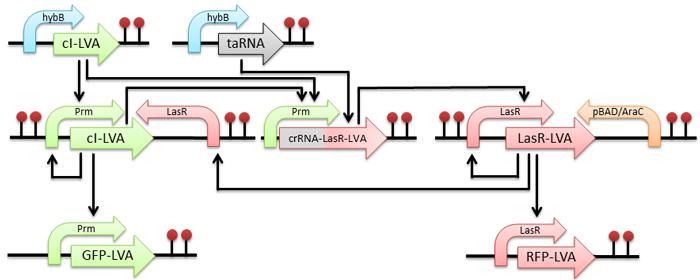 hybB
cI-LVA
hybB
taRNA
Prm
LasR
cI-LVA
Prm
crRNA-LasR-LVA
LasR
pBAD/AraC
LasR-LVA
Prm
GFP-LVA
LasR
RFP-LVA